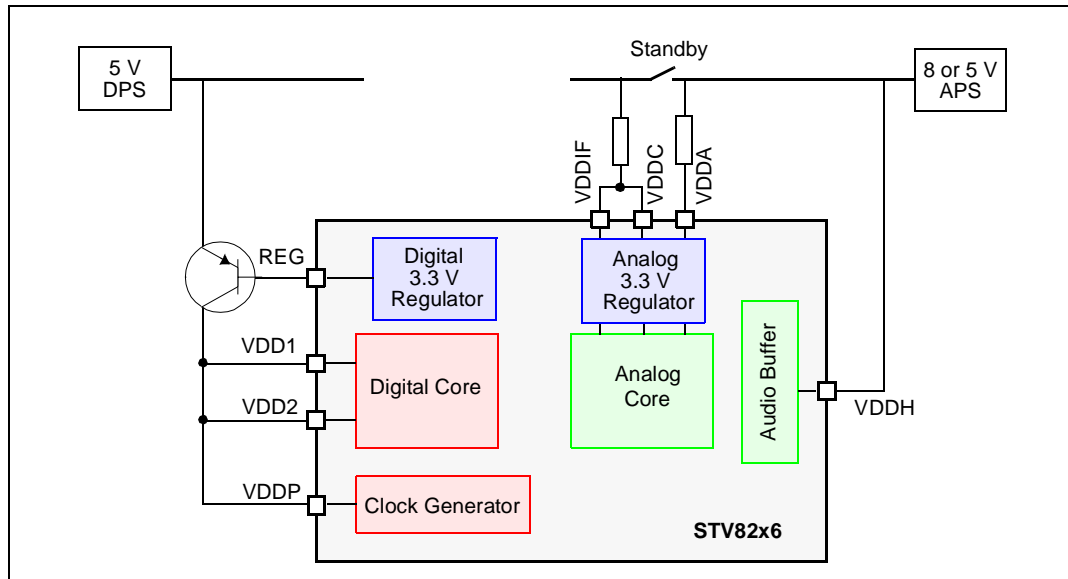 Standby
5 V
DPS
8 or 5 V
APS
VDDIF
VDDC
VDDA
REG
Digital
3.3 V
Regulator
Analog
3.3 V
Regulator
VDD1
Digital Core
Analog
Core
Audio Buffer
VDD2
VDDH
VDDP
Clock Generator
STV82x6